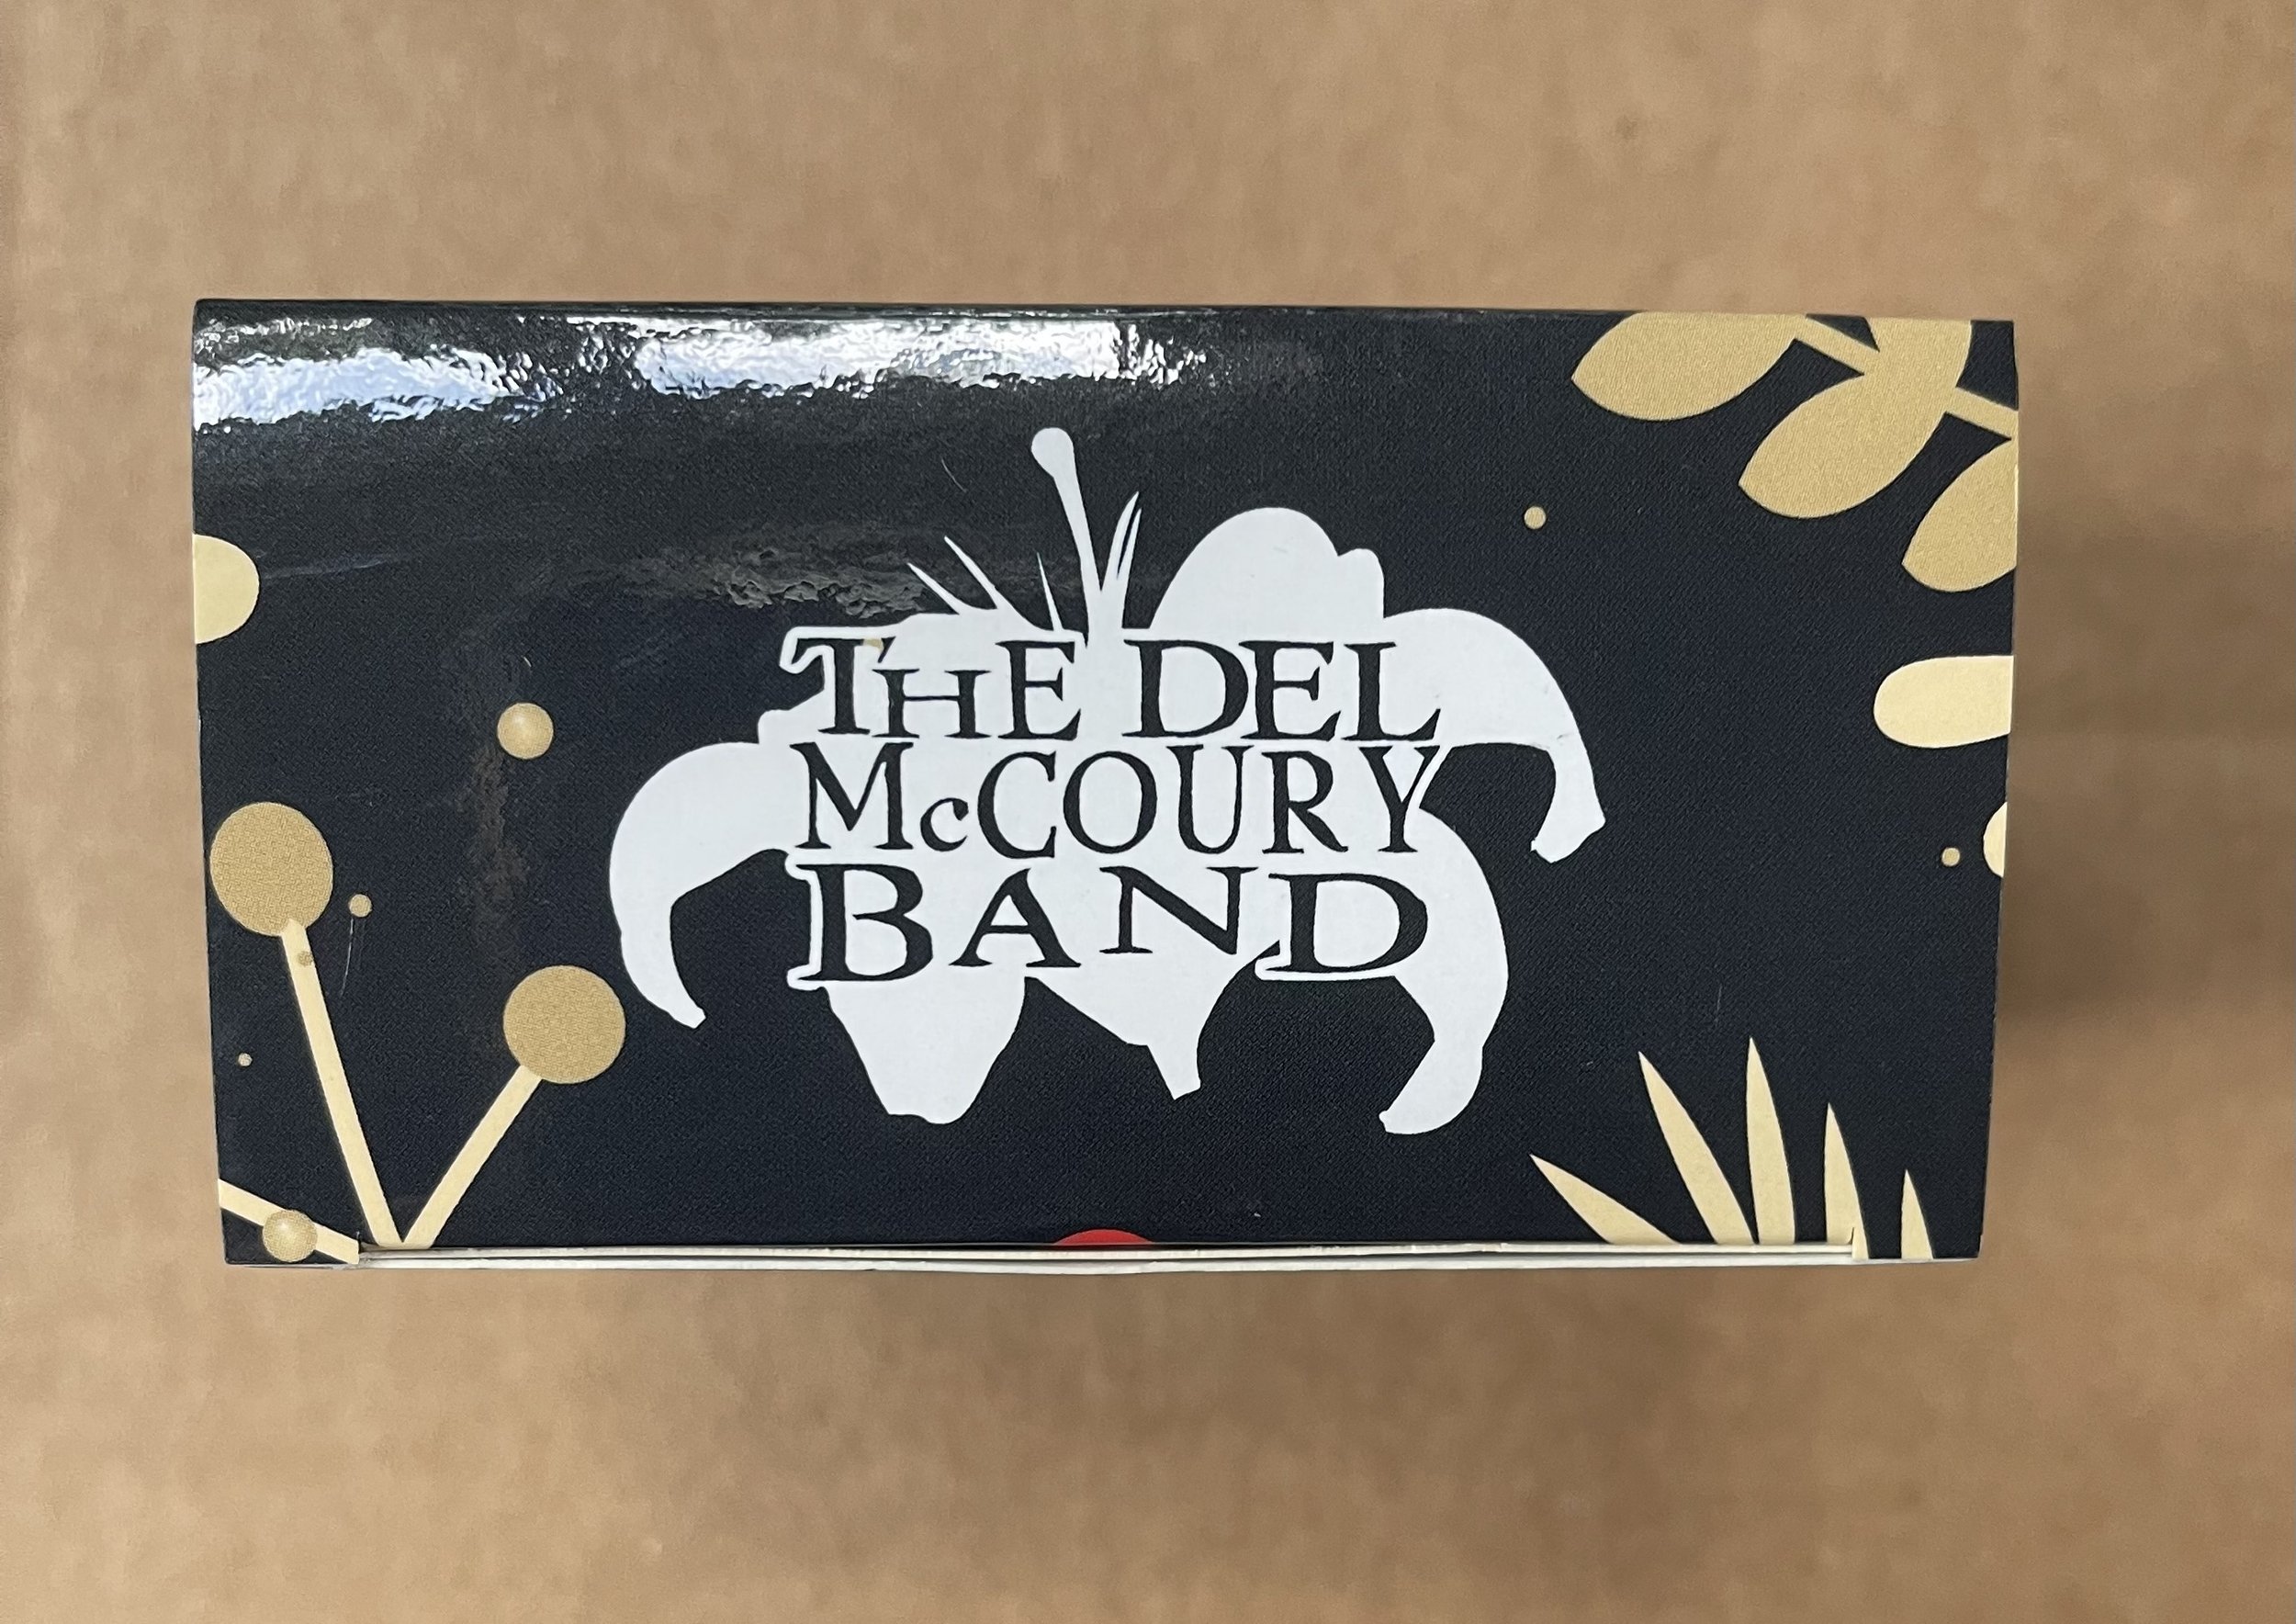 THE DEL
McCOURY
BAND